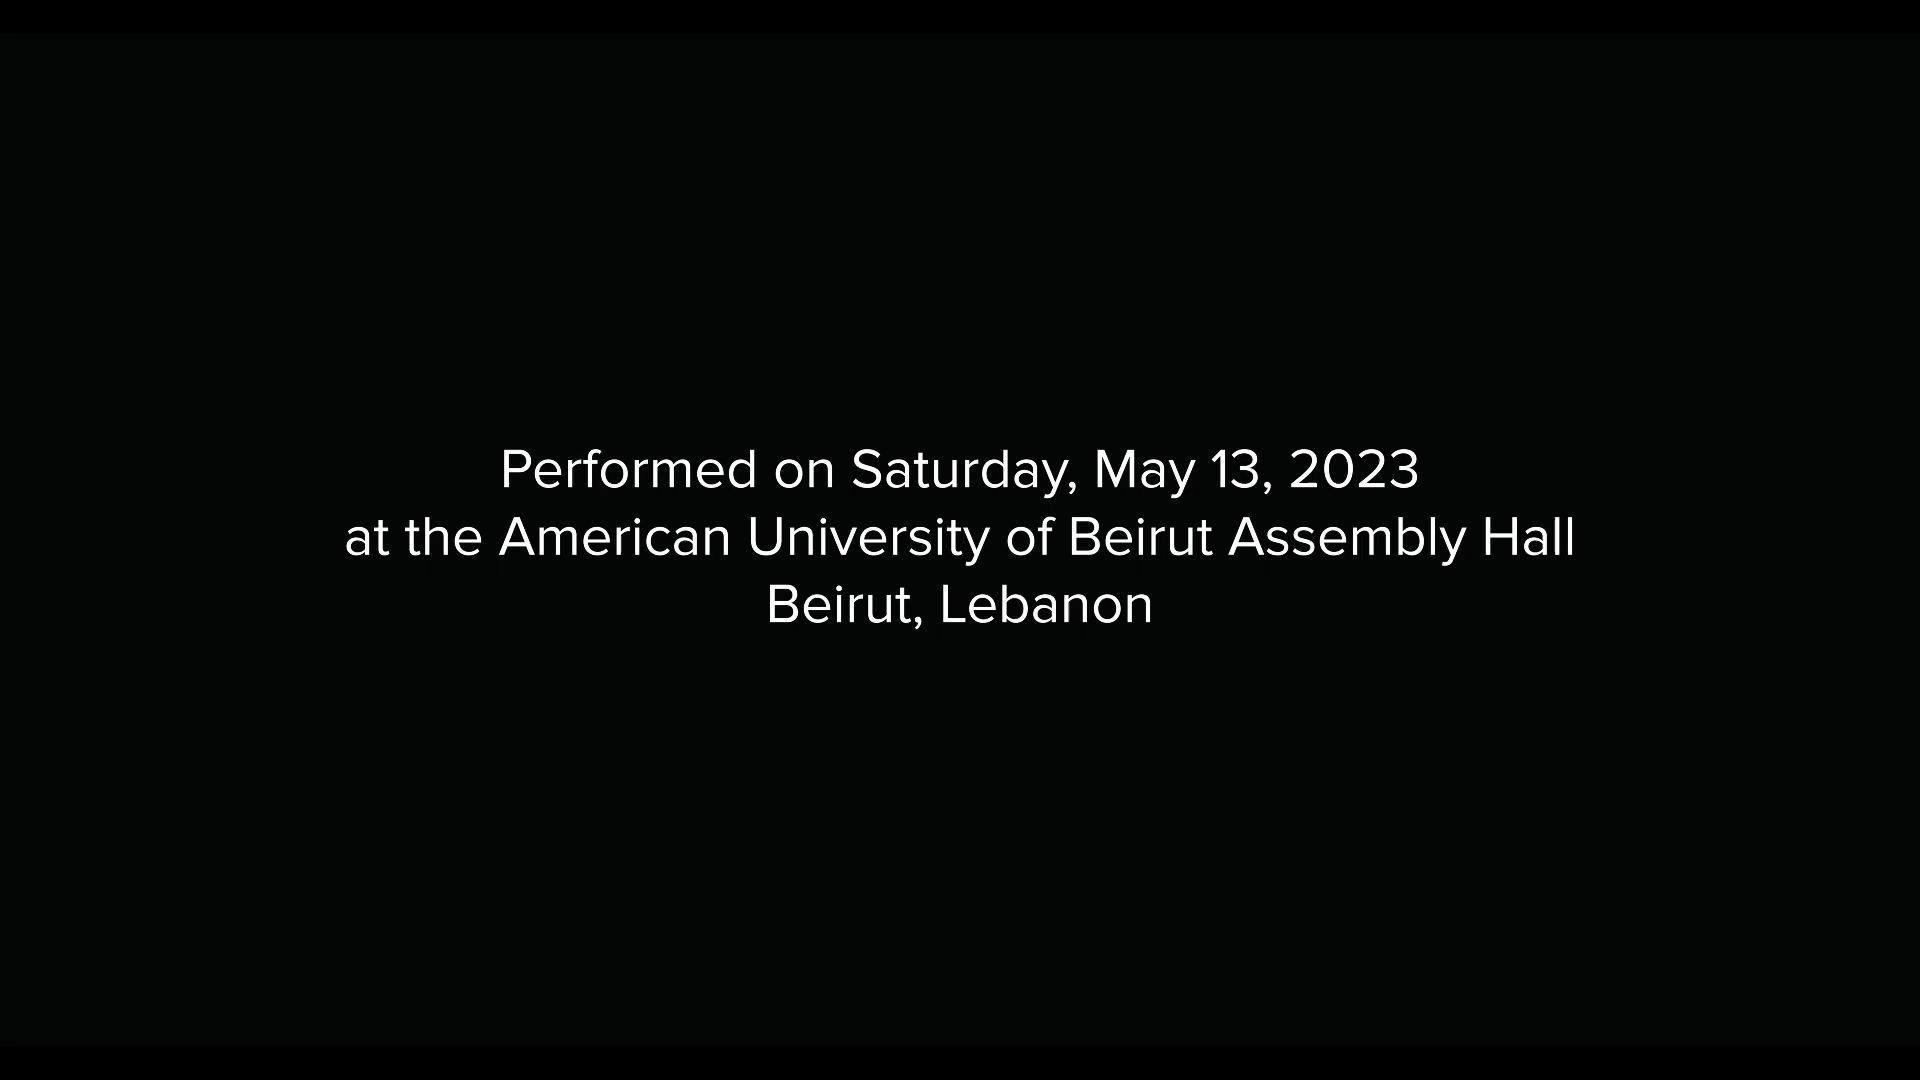 Performed on Saturday, May 13, 2023
at the American University of Beirut Assembly Hall
Beirut, Lebanon